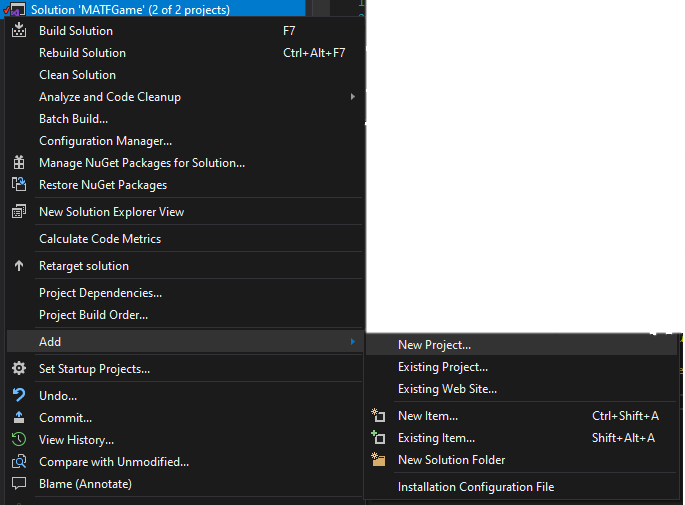 Solution 'MATFGame' (2 of 2 projects)
Build Solution F7
Rebuild Solution Ctrl+Alt+F7
Clean Solution
Analyze and Code Cleanup
Batch Build...
Configuration Manager...
Manage NuGet Packages for Solution...
Restore NuGet Packages
New Solution Explorer View
Calculate Code Metrics
Retarget solution
Project Dependencies...
Project Build Order...
Add
New Project...
Existing Project...
Existing Web Site...
New Item... Ctrl+Shift+A
Existing Item... Shift+Alt+A
New Solution Folder
Installation Configuration File
Set Startup Projects...
Undo...
Commit...
View History...
Compare with Unmodified...
Blame (Annotate)